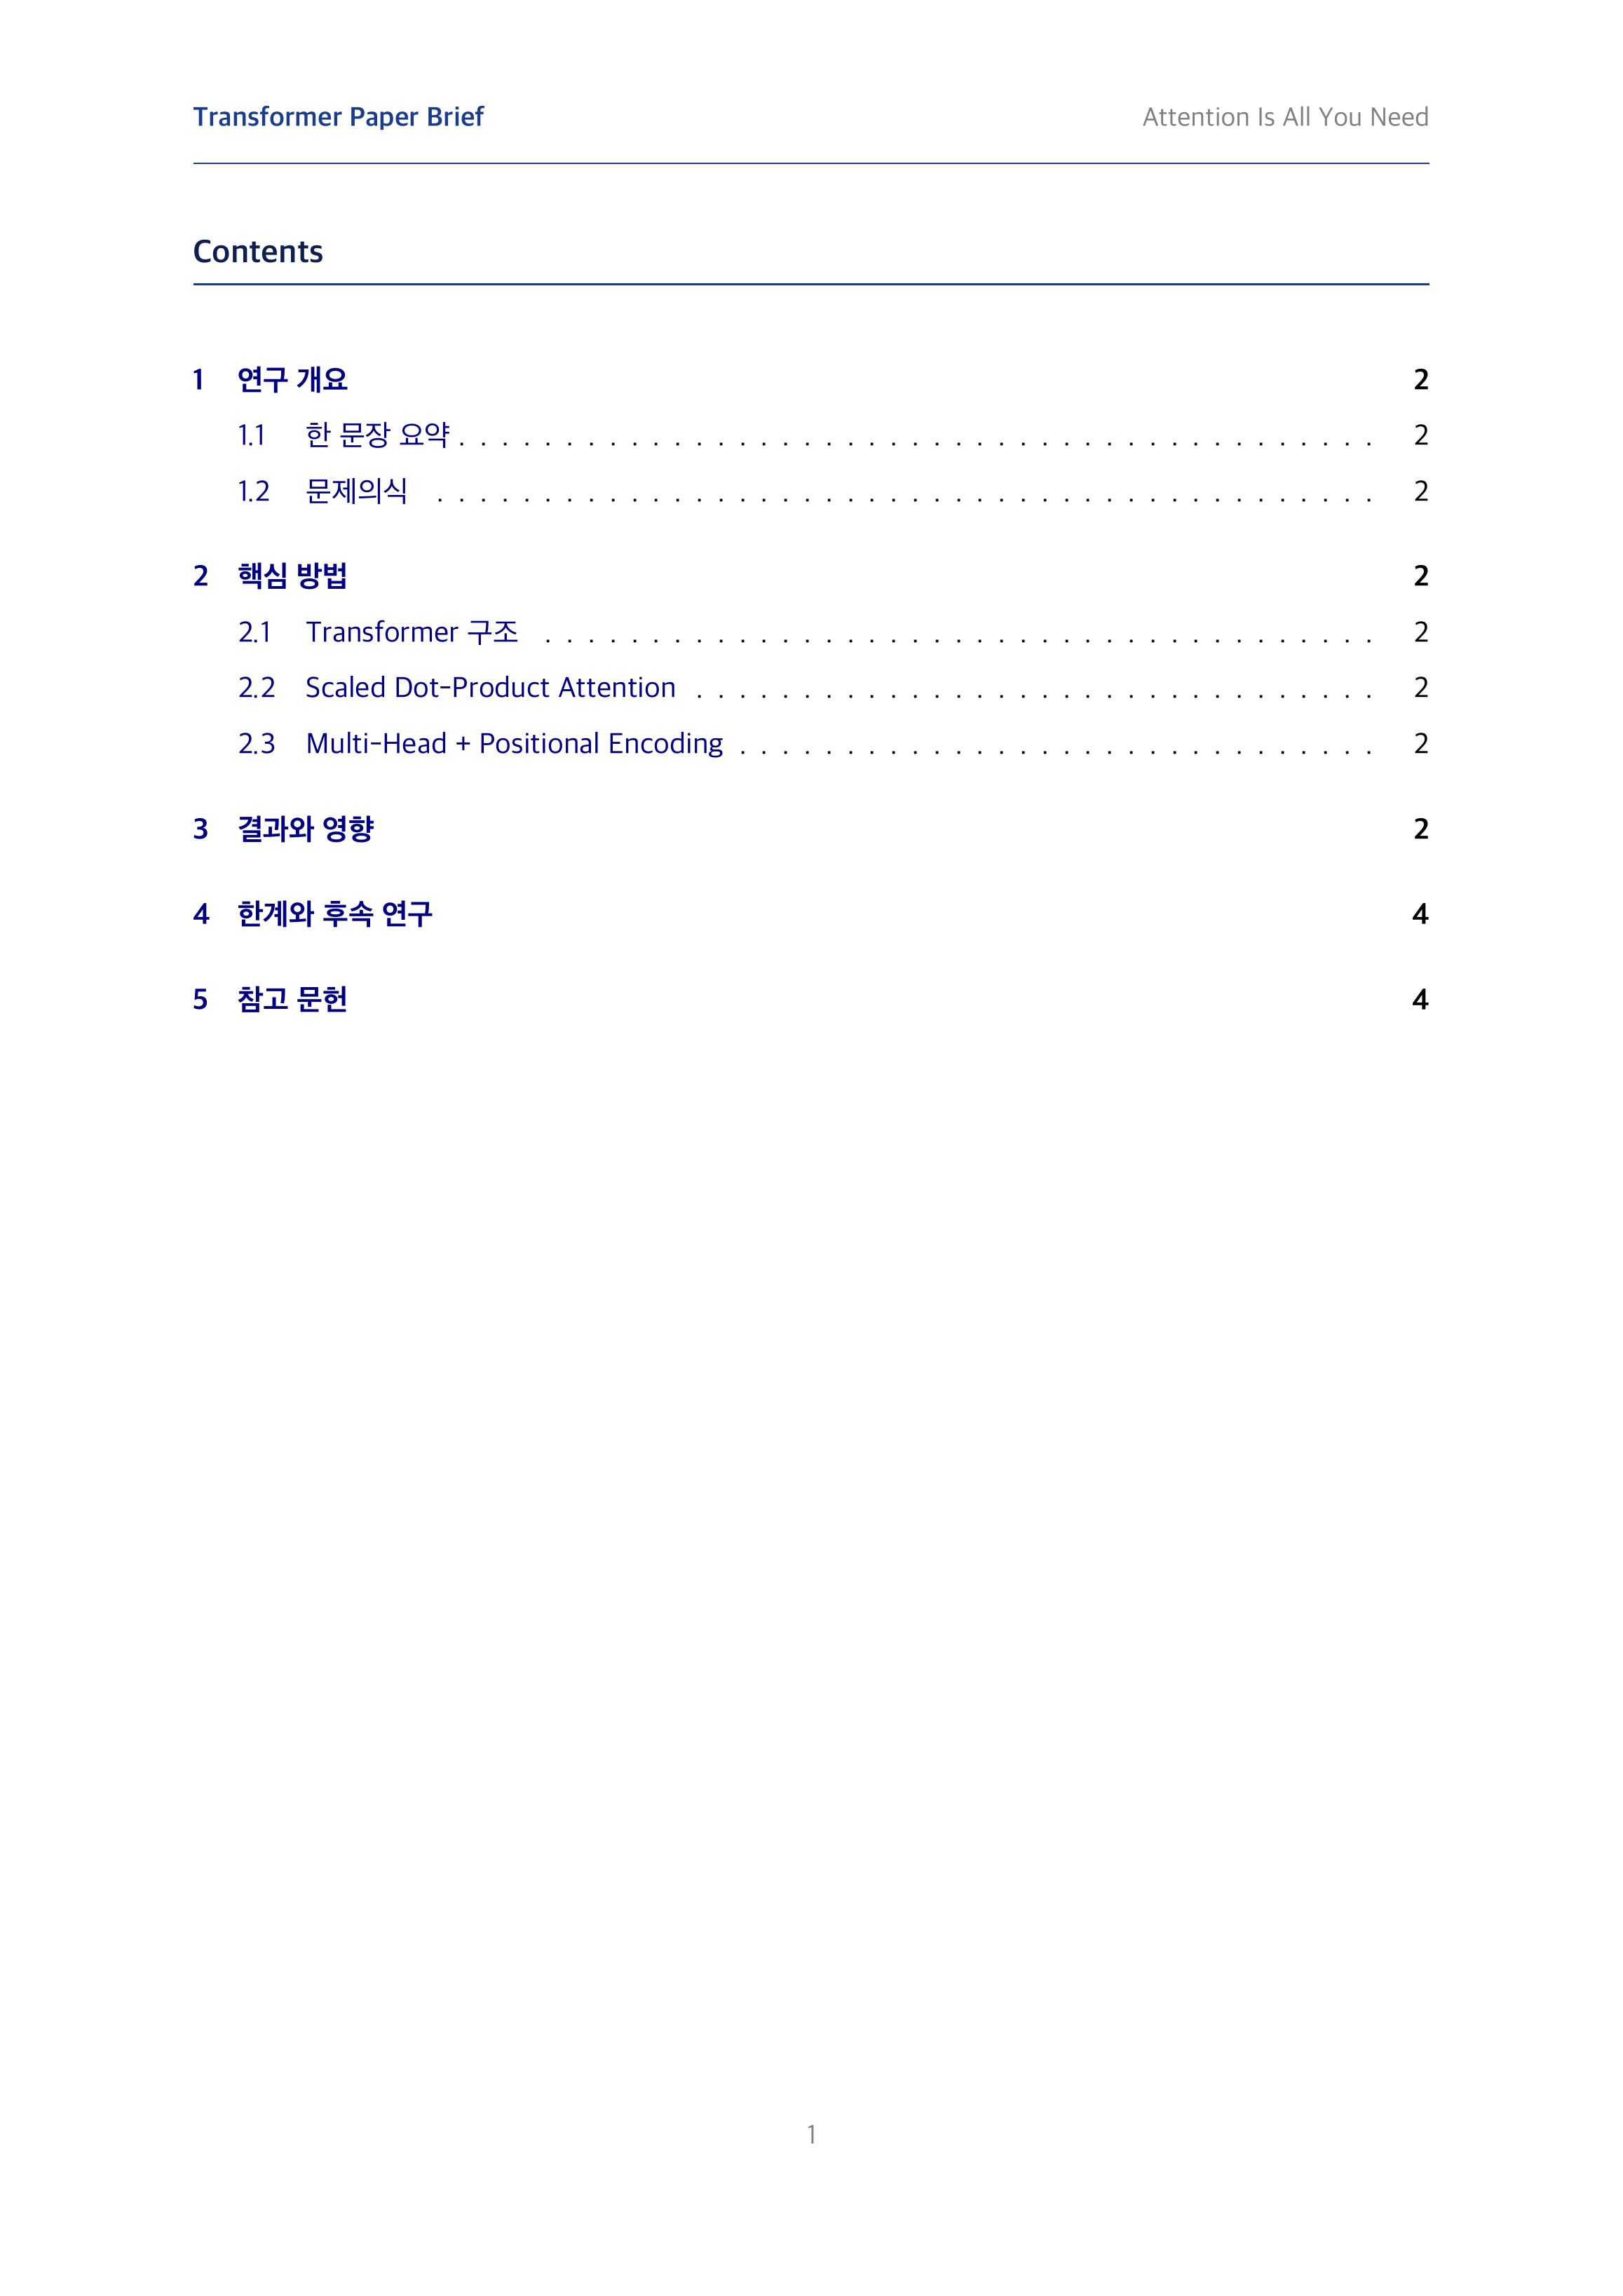 Transformer Paper Brief Attention Is All You Need
Contents
1 연구 개요 2
1.1 한 문장 요약 . . . . . . . . . . . . . . . . . . . . . . . . . . . . . . . . . . . . . . . . . . . 2
1.2 문제의식 . . . . . . . . . . . . . . . . . . . . . . . . . . . . . . . . . . . . . . . . . . . . 2
2 핵심 방법 2
2.1 Transformer 구조 . . . . . . . . . . . . . . . . . . . . . . . . . . . . . . . . . . . . . . . 2
2.2 Scaled Dot-Product Attention . . . . . . . . . . . . . . . . . . . . . . . . . . . . . . . . 2
2.3 Multi-Head + Positional Encoding . . . . . . . . . . . . . . . . . . . . . . . . . . . . . . 2
3 결과와 영향 2
4 한계와 후속 연구 4
5 참고 문헌 4
1